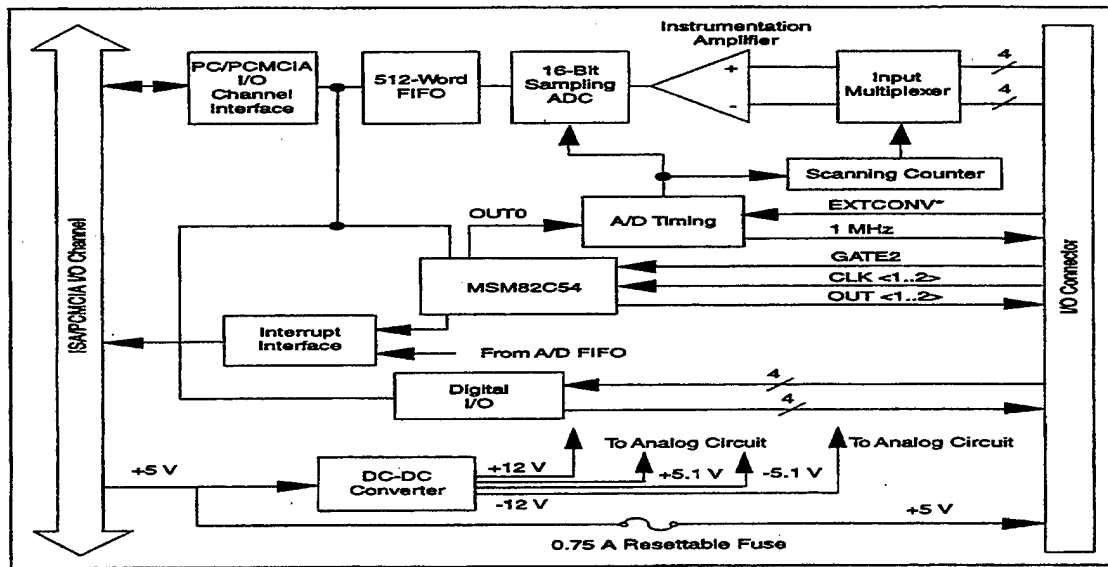 Instrumentation
Amplifier
PC/PCMCIA
I/O
Channel
Interface
512-Word
FIFO
16-Bit
Sampling
ADC
+
-
Input
Multiplexer
4
4
Scanning Counter
OUT0
A/D Timing
EXTCONV*
1 MHz
GATE2
MSM82C54
CLK <1..2>
OUT <1..2>
ISA/PCMCIA I/O Channel
I/O Connector
Interrupt
Interface
From A/D FIFO
Digital
I/O
4
4
To Analog Circuit
To Analog Circuit
+5 V
DC-DC
Converter
+12 V
+5.1 V
-5.1 V
-12 V
+5 V
0.75 A Resettable Fuse